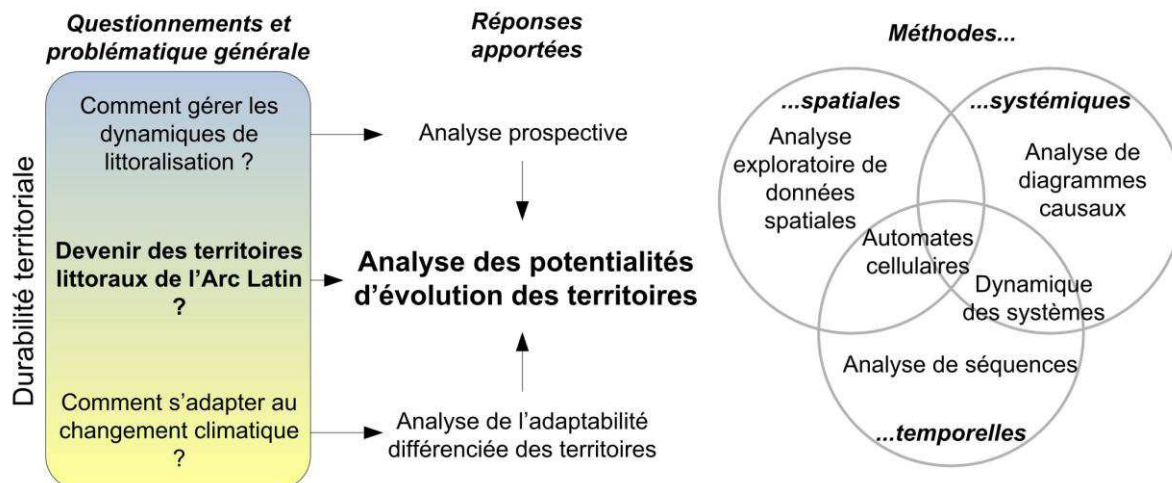 Questionnements et
problématique générale
Durabilité territoriale
Comment gérer les
dynamiques de
littoralisation ?
Devenir des territoires
littoraux de l'Arc Latin
?
Comment s'adapter au
changement climatique
?
Réponses
apportées
Analyse prospective
Analyse des potentialités
d'évolution des territoires
Analyse de l'adaptabilité
différenciée des territoires
Méthodes...
...spatiales
Analyse
exploratoire de
données
spatiales
...systémiques
Analyse de
diagrammes
causaux
Automates
cellulaires
Dynamique
des systèmes
Analyse de séquences
...temporelles